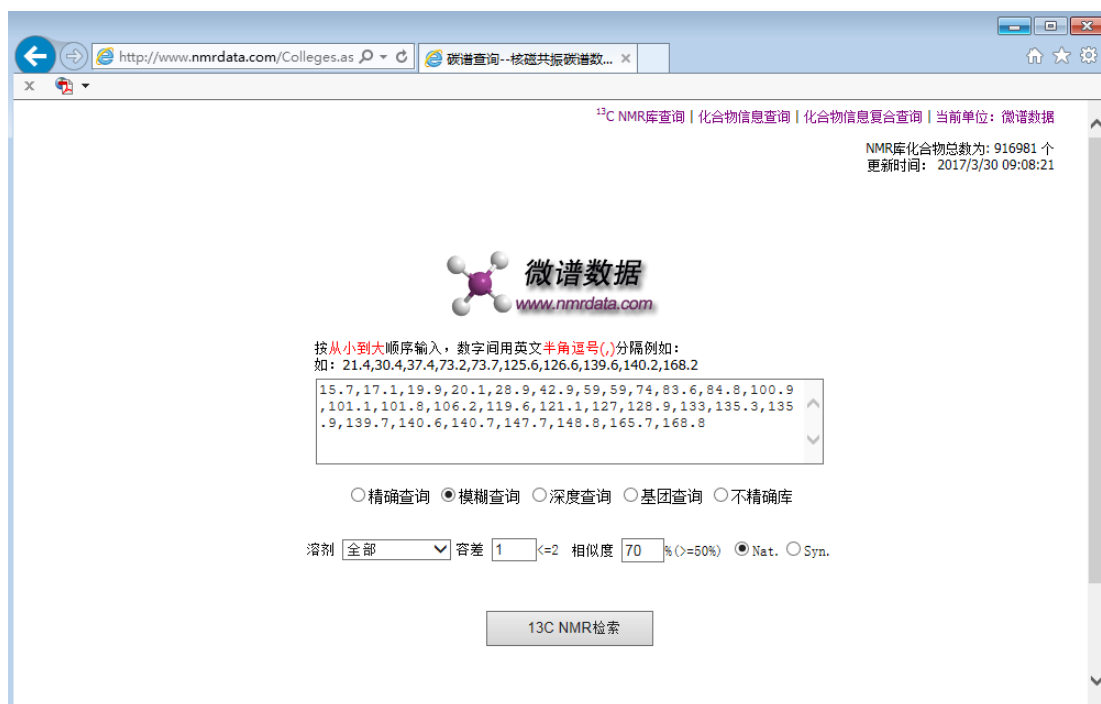 http://www.nmrdata.com/Colleges.as
碳谱查询--核磁共振碳谱数...
x
13C NMR库查询 | 化合物信息查询 | 化合物信息复合查询 | 当前单位：微谱数据
NMR库化合物总数为: 916981 个
更新时间： 2017/3/30 09:08:21
微谱数据
www.nmrdata.com
按从小到大顺序输入，数字间用英文半角逗号(,)分隔例如：
如：21.4,30.4,37.4,73.2,73.7,125.6,126.6,139.6,140.2,168.2
15.7,17.1,19.9,20.1,28.9,42.9,59,59,74,83.6,84.8,100.9
,101.1,101.8,106.2,119.6,121.1,127,128.9,133,135.3,135
.9,139.7,140.6,140.7,147.7,148.8,165.7,168.8
精确查询 模糊查询 深度查询 基团查询 不精确库
溶剂 全部 容差 1 <=2 相似度 70 %(>=50%) Nat. Syn.
13C NMR检索